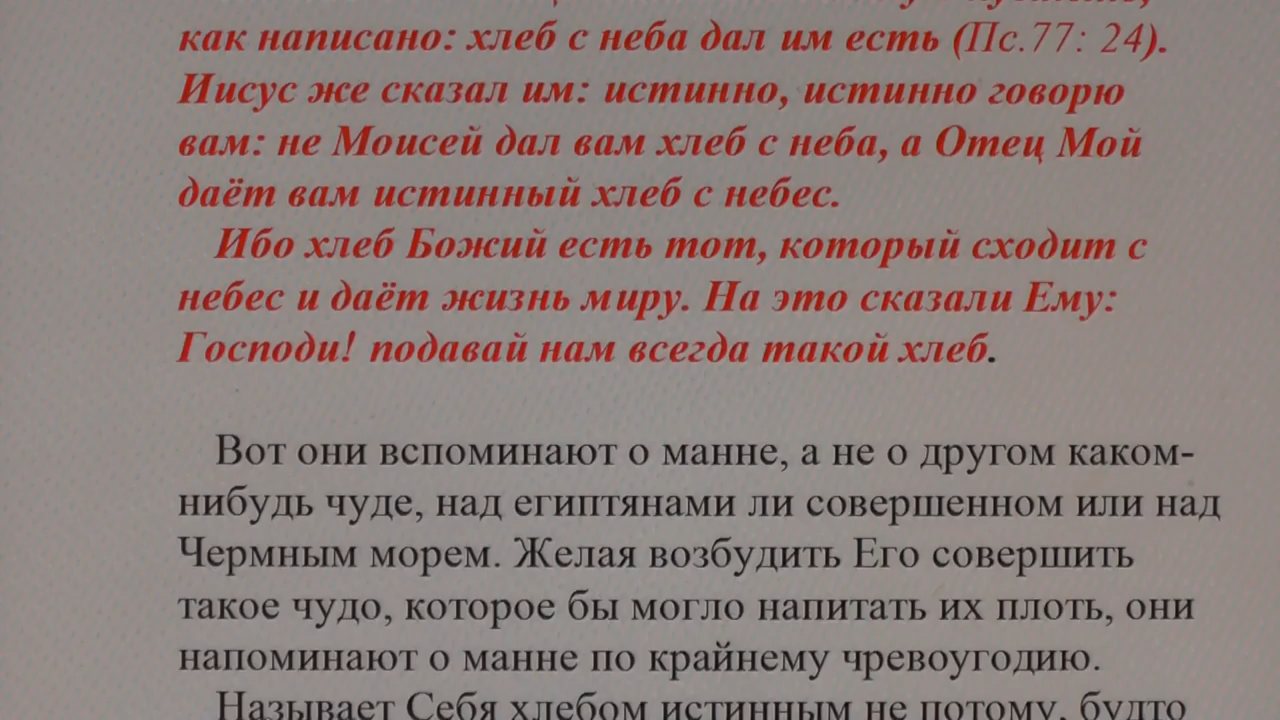 как написано: хлеб с неба дал им есть (Пс.77: 24).
Иисус же сказал им: истинно, истинно говорю
вам: не Моисей дал вам хлеб с неба, а Отец Мой
даёт вам истинный хлеб с небес.
Ибо хлеб Божий есть тот, который сходит с
небес и даёт жизнь миру. На это сказали Ему:
Господи! подавай нам всегда такой хлеб.
Вот они вспоминают о манне, а не о другом каком-
нибудь чуде, над египтянами ли совершенном или над
Чермным морем. Желая возбудить Его совершить
такое чудо, которое бы могло напитать их плоть, они
напоминают о манне по крайнему чревоугодию.
Называет Себя хлебом истинным не потому, будто